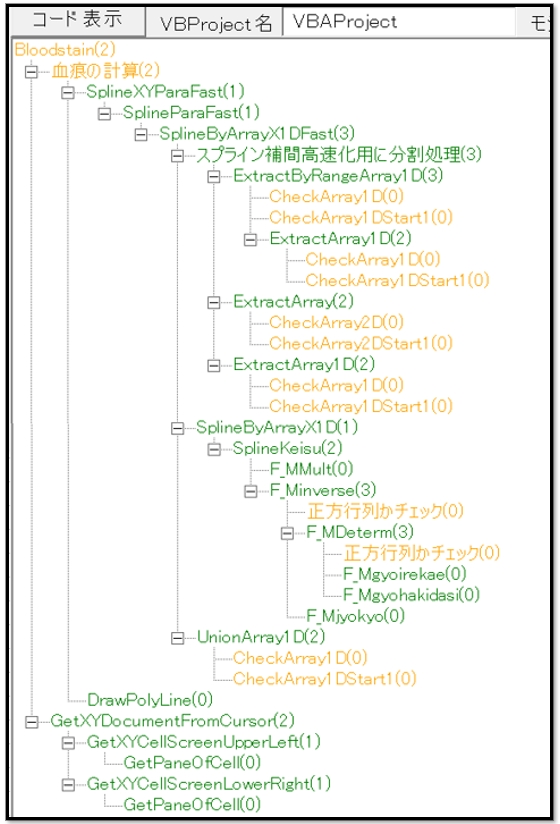 コード表示 VBProject名 VBAProject モ
Bloodstain(2)
血痕の計算(2)
SplineXYParaFast(1)
SplineParaFast(1)
SplineByArrayX1DFast(3)
スプライン補間高速化用に分割処理(3)
ExtractByRangeArray1D(3)
CheckArray1D(0)
CheckArray1DStart1(0)
ExtractArray1D(2)
CheckArray1D(0)
CheckArray1DStart1(0)
ExtractArray(2)
CheckArray2D(0)
CheckArray2DStart1(0)
ExtractArray1D(2)
CheckArray1D(0)
CheckArray1DStart1(0)
SplineByArrayX1D(1)
SplineKeisu(2)
F_MMult(0)
F_Minverse(3)
正方行列かチェック(0)
F_MDeterm(3)
正方行列かチェック(0)
F_Mgyoirekae(0)
F_Mgyohakidasi(0)
F_Mjyokyo(0)
UnionArray1D(2)
CheckArray1D(0)
CheckArray1DStart1(0)
DrawPolyLine(0)
GetXYDocumentFromCursor(2)
GetXYCellScreenUpperLeft(1)
GetPaneOfCell(0)
GetXYCellScreenLowerRight(1)
GetPaneOfCell(0)